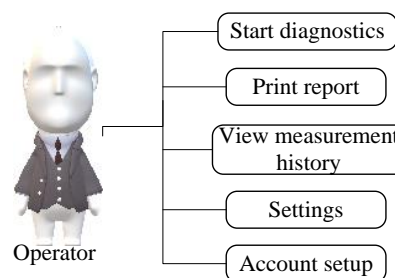 Start diagnostics
Print report
View measurement
history
Settings
Account setup
Operator